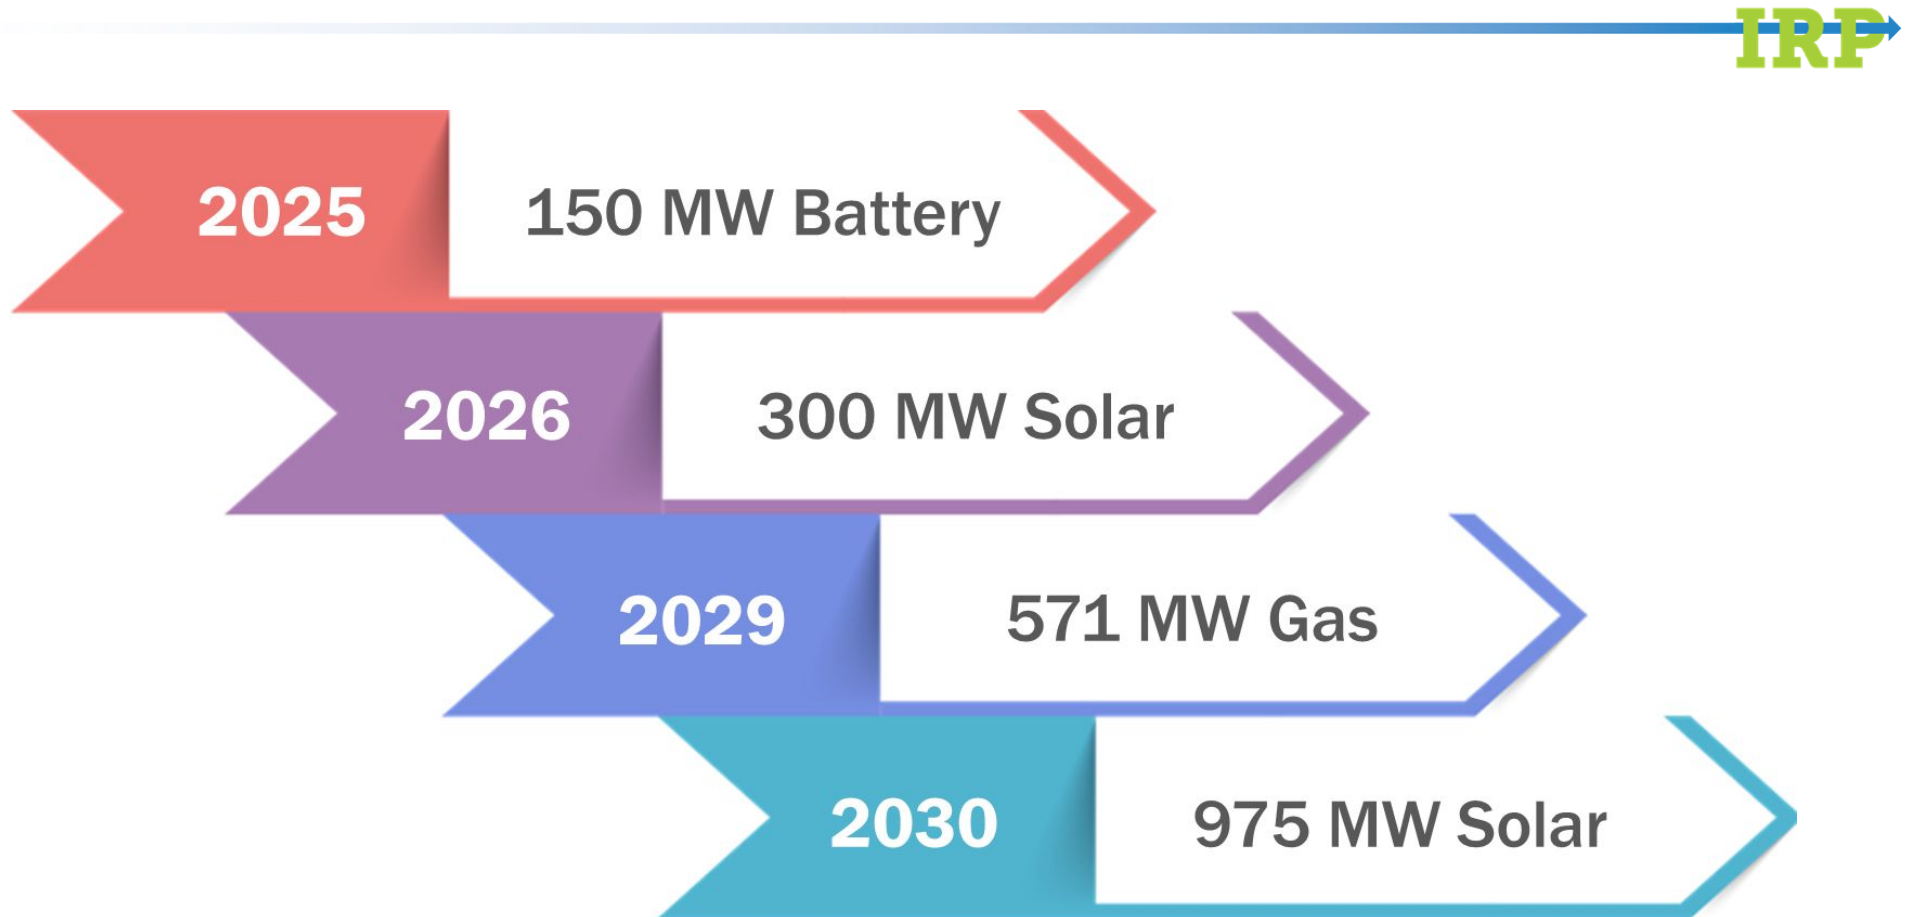 IRP
2025 150 MW Battery
2026 300 MW Solar
2029 571 MW Gas
2030 975 MW Solar